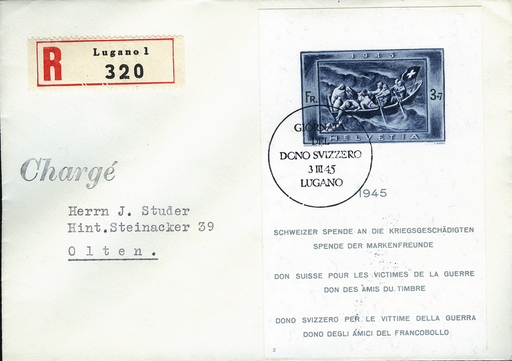 R
Lugano 1
320
1945
FR.
3+7
HELVETIA
GIORNATA
DEL
DONO SVIZZERO
3 III 45
LUGANO
1945
Chargé
Herrn J. Studer
Hint.Steinacker 39
Olten.
SCHWEIZER SPENDE AN DIE KRIEGSGESCHÄDIGTEN
SPENDE DER MARKENFREUNDE
DON SUISSE POUR LES VICTIMES DE LA GUERRE
DON DES AMIS DU TIMBRE
DONO SVIZZERO PER LE VITTIME DELLA GUERRA
DONO DEGLI AMICI DEL FRANCOBOLLO